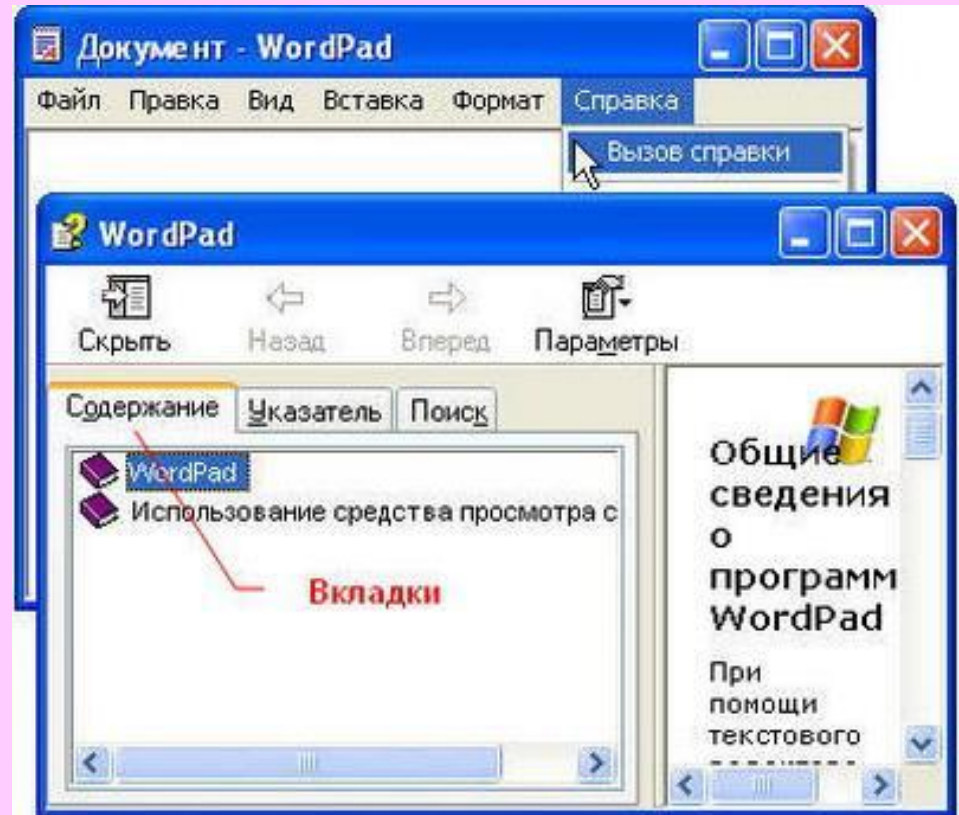 Документ - WordPad
Файл Правка Вид Вставка Формат Справка
Вызов справки
WordPad
Скрыть Назад Вперед Параметры
Содержание Указатель Поиск
WordPad
Использование средства просмотра с
Вкладки
Общие
сведения
о
программ
WordPad
При
помощи
текстового